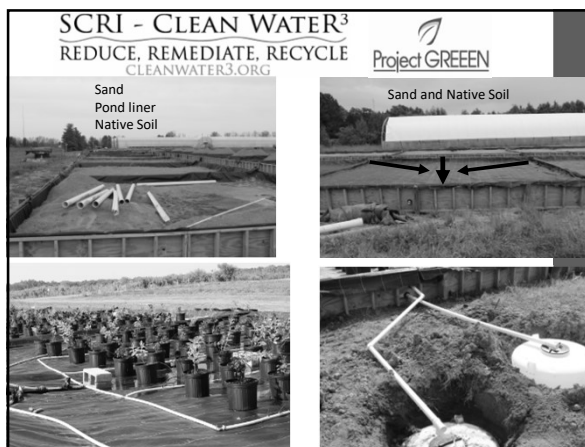 SCRI - CLEAN WATER³
REDUCE, REMEDIATE, RECYCLE
CLEANWATER3.ORG
Project GREEEN
Sand
Pond liner
Native Soil
Sand and Native Soil